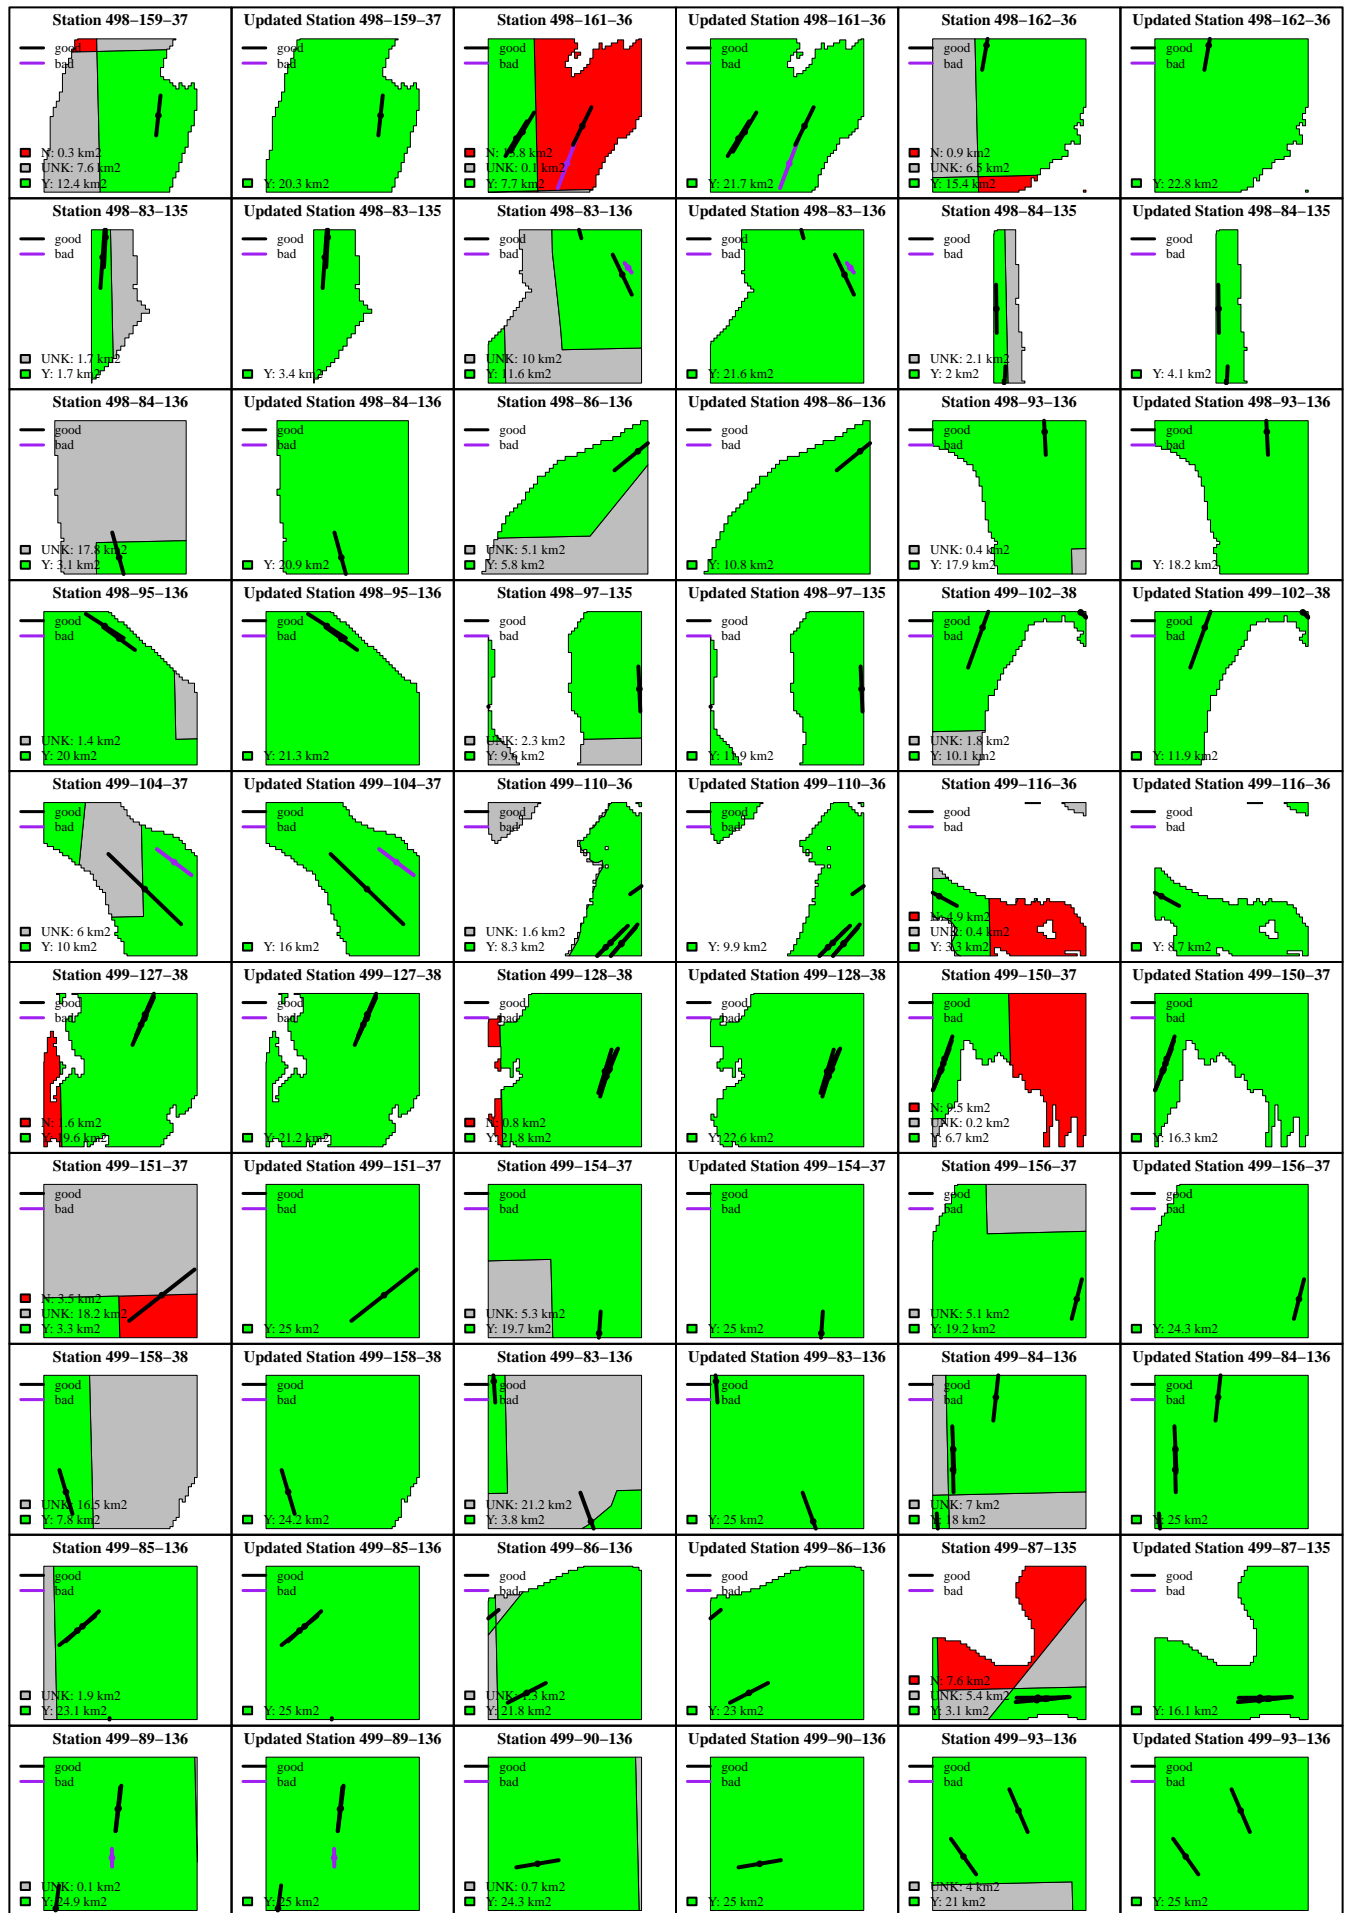 Station 498−159−37
good
bad
N: 0.3 km2
UNK: 7.6 km2
Y: 12.4 km2
Updated Station 498−159−37
good
bad
Y: 20.3 km2
Station 498−161−36
good
bad
N: 13.8 km2
UNK: 0.1 km2
Y: 7.7 km2
Updated Station 498−161−36
good
bad
Y: 21.7 km2
Station 498−162−36
good
bad
N: 0.9 km2
UNK: 6.5 km2
Y: 15.4 km2
Updated Station 498−162−36
good
bad
Y: 22.8 km2
Station 498−83−135
good
bad
UNK: 1.7 km2
Y: 1.7 km2
Updated Station 498−83−135
good
bad
Y: 3.4 km2
Station 498−83−136
good
bad
UNK: 10 km2
Y: 11.6 km2
Updated Station 498−83−136
good
bad
Y: 21.6 km2
Station 498−84−135
good
bad
UNK: 2.1 km2
Y: 2 km2
Updated Station 498−84−135
good
bad
Y: 4.1 km2
Station 498−84−136
good
bad
UNK: 17.8 km2
Y: 3.1 km2
Updated Station 498−84−136
good
bad
Y: 20.9 km2
Station 498−86−136
good
bad
UNK: 5.1 km2
Y: 5.8 km2
Updated Station 498−86−136
good
bad
Y: 10.8 km2
Station 498−93−136
good
bad
UNK: 0.4 km2
Y: 17.9 km2
Updated Station 498−93−136
good
bad
Y: 18.2 km2
Station 498−95−136
good
bad
UNK: 1.4 km2
Y: 20 km2
Updated Station 498−95−136
good
bad
Y: 21.3 km2
Station 498−97−135
good
bad
UNK: 2.3 km2
Y: 9.6 km2
Updated Station 498−97−135
good
bad
Y: 11.9 km2
Station 499−102−38
good
bad
UNK: 1.8 km2
Y: 10.1 km2
Updated Station 499−102−38
good
bad
Y: 11.9 km2
Station 499−104−37
good
bad
UNK: 6 km2
Y: 10 km2
Updated Station 499−104−37
good
bad
Y: 16 km2
Station 499−110−36
good
bad
UNK: 1.6 km2
Y: 8.3 km2
Updated Station 499−110−36
good
bad
Y: 9.9 km2
Station 499−116−36
good
bad
N: 4.9 km2
UNK: 0.4 km2
Y: 3.3 km2
Updated Station 499−116−36
good
bad
Y: 8.7 km2
Station 499−127−38
good
bad
N: 1.6 km2
Y: 19.6 km2
Updated Station 499−127−38
good
bad
Y: 21.2 km2
Station 499−128−38
good
bad
N: 0.8 km2
Y: 21.8 km2
Updated Station 499−128−38
good
bad
Y: 22.6 km2
Station 499−150−37
good
bad
N: 9.5 km2
UNK: 0.2 km2
Y: 6.7 km2
Updated Station 499−150−37
good
bad
Y: 16.3 km2
Station 499−151−37
good
bad
N: 3.5 km2
UNK: 18.2 km2
Y: 3.3 km2
Updated Station 499−151−37
good
bad
Y: 25 km2
Station 499−154−37
good
bad
UNK: 5.3 km2
Y: 19.7 km2
Updated Station 499−154−37
good
bad
Y: 25 km2
Station 499−156−37
good
bad
UNK: 5.1 km2
Y: 19.2 km2
Updated Station 499−156−37
good
bad
Y: 24.3 km2
Station 499−158−38
good
bad
UNK: 16.5 km2
Y: 7.8 km2
Updated Station 499−158−38
good
bad
Y: 24.2 km2
Station 499−83−136
good
bad
UNK: 21.2 km2
Y: 3.8 km2
Updated Station 499−83−136
good
bad
Y: 25 km2
Station 499−84−136
good
bad
UNK: 7 km2
Y: 18 km2
Updated Station 499−84−136
good
bad
Y: 25 km2
Station 499−85−136
good
bad
UNK: 1.9 km2
Y: 23.1 km2
Updated Station 499−85−136
good
bad
Y: 25 km2
Station 499−86−136
good
bad
UNK: 1.3 km2
Y: 21.8 km2
Updated Station 499−86−136
good
bad
Y: 23 km2
Station 499−87−135
good
bad
N: 7.6 km2
UNK: 5.4 km2
Y: 3.1 km2
Updated Station 499−87−135
good
bad
Y: 16.1 km2
Station 499−89−136
good
bad
UNK: 0.1 km2
Y: 24.9 km2
Updated Station 499−89−136
good
bad
Y: 25 km2
Station 499−90−136
good
bad
UNK: 0.7 km2
Y: 24.3 km2
Updated Station 499−90−136
good
bad
Y: 25 km2
Station 499−93−136
good
bad
UNK: 4 km2
Y: 21 km2
Updated Station 499−93−136
good
bad
Y: 25 km2